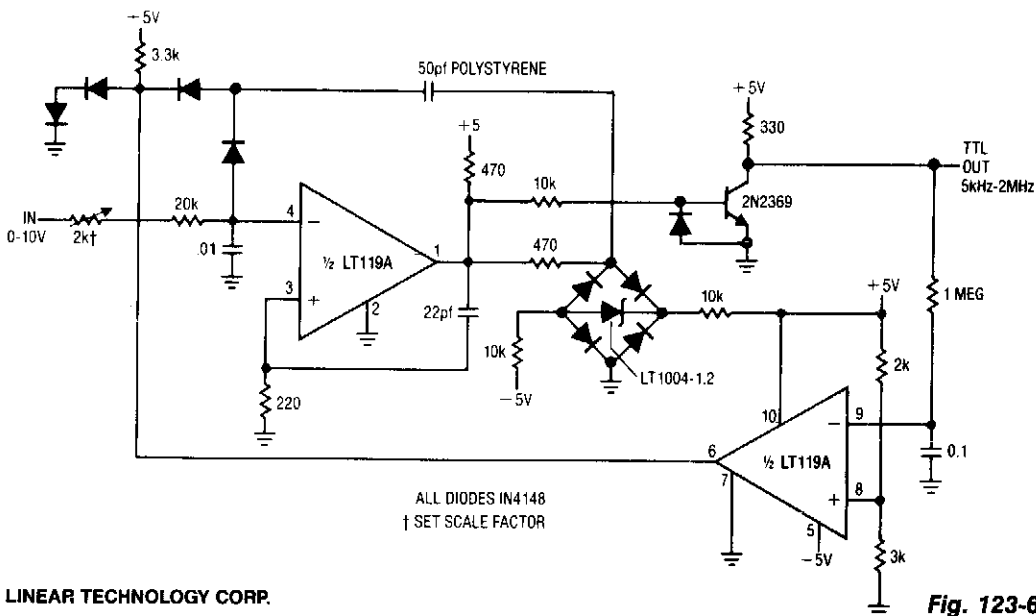 −5V
3.3k
50pf POLYSTYRENE
+5
470
10k
+5V
330
TTL
OUT
5kHz-2MHz
2N2369
IN
0-10V
2k†
20k
.01
4
−
3
+
½ LT119A
1
2
470
22pf
220
10k
−5V
LT1004-1.2
10k
+5V
2k
1 MEG
10
9
−
8
+
½ LT119A
6
7
5
−5V
0.1
3k
ALL DIODES IN4148
† SET SCALE FACTOR
LINEAR TECHNOLOGY CORP.
Fig. 123-6